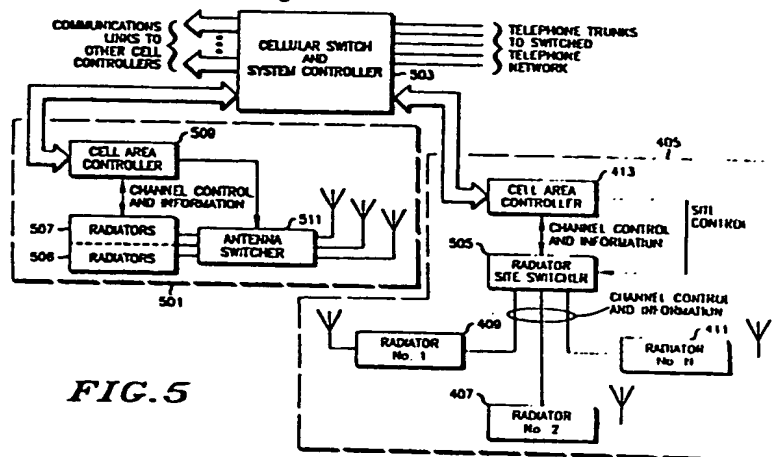 COMMUNICATIONS
LINKS TO
OTHER CELL
CONTROLLERS
CELLULAR SWITCH
AND
SYSTEM CONTROLLER
503
TELEPHONE TRUNKS
TO SWITCHED
TELEPHONE
NETWORK
509
CELL AREA
CONTROLLER
CHANNEL CONTROL
AND INFORMATION
511
507
RADIATORS
506
RADIATORS
ANTENNA
SWITCHER
501
405
413
CELL AREA
CONTROLLER
CHANNEL CONTROL
AND INFORMATION
SITE
CONTROL
505
RADIATOR
SITE SWITCHER
CHANNEL CONTROL
AND INFORMATION
409
RADIATOR
No. 1
411
RADIATOR
No. N
407
RADIATOR
No. 2
FIG.5